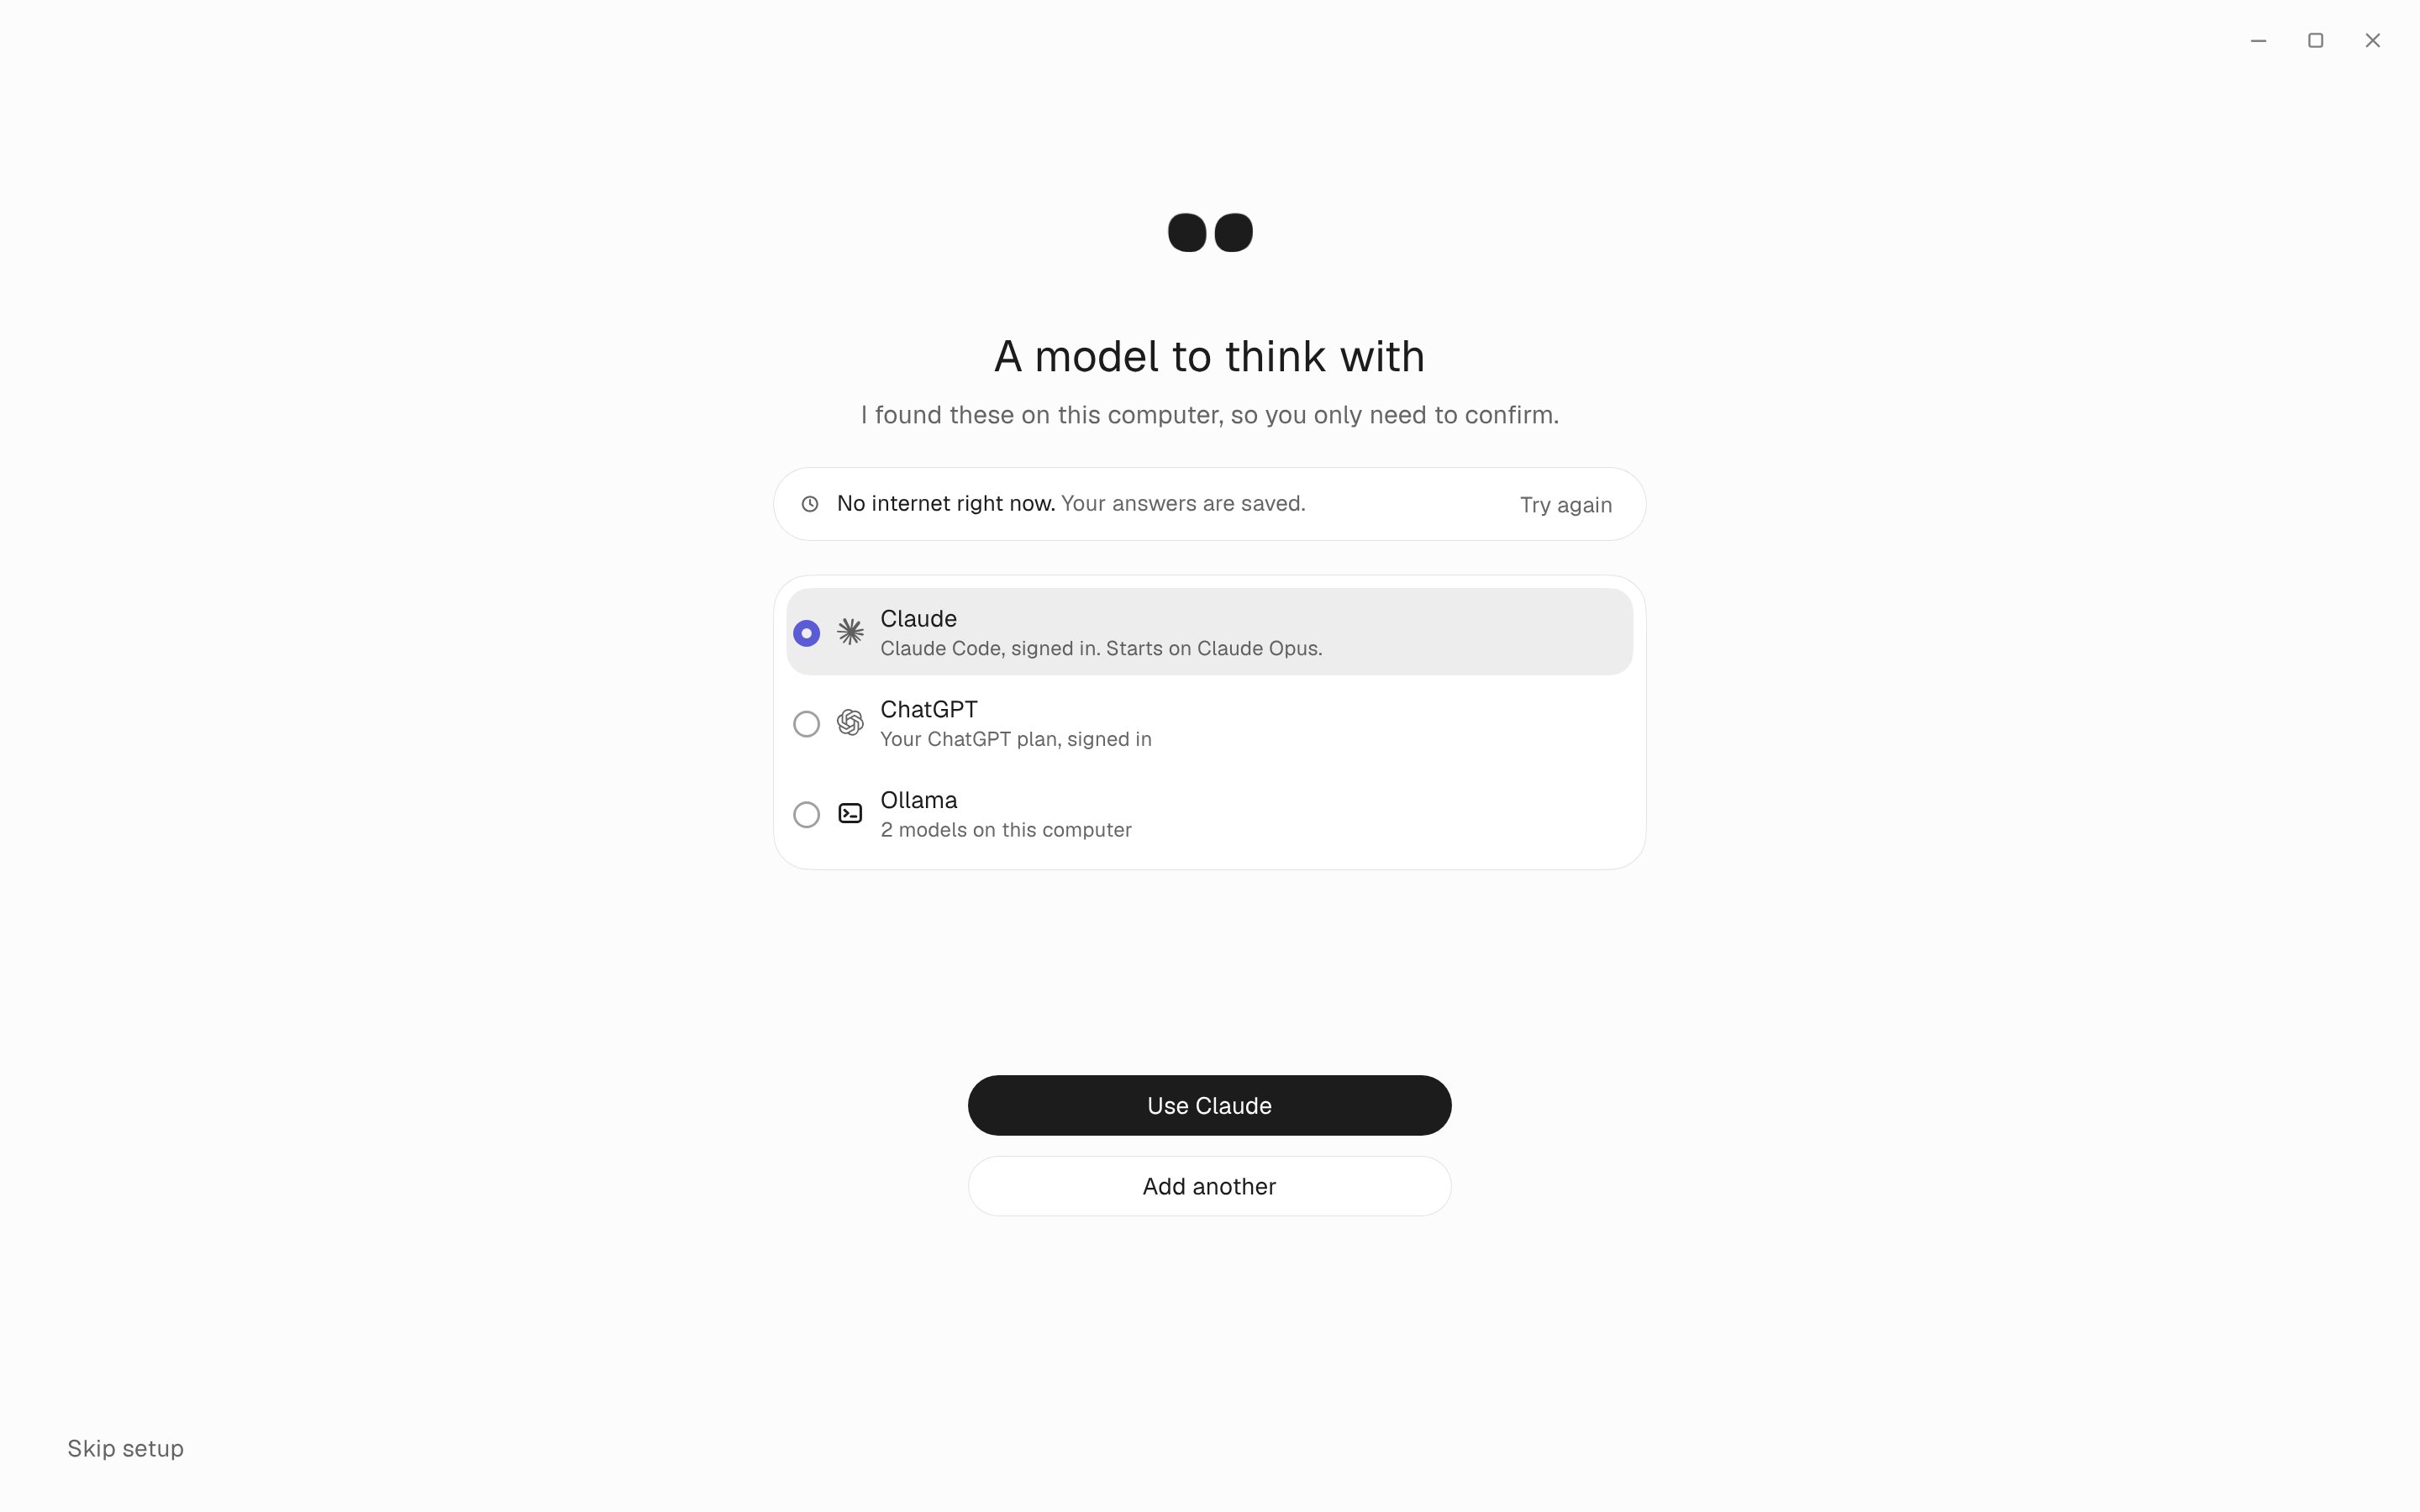 A model to think with
I found these on this computer, so you only need to confirm.
No internet right now. Your answers are saved. Try again
Claude
Claude Code, signed in. Starts on Claude Opus.
ChatGPT
Your ChatGPT plan, signed in
Ollama
2 models on this computer
Use Claude
Add another
Skip setup